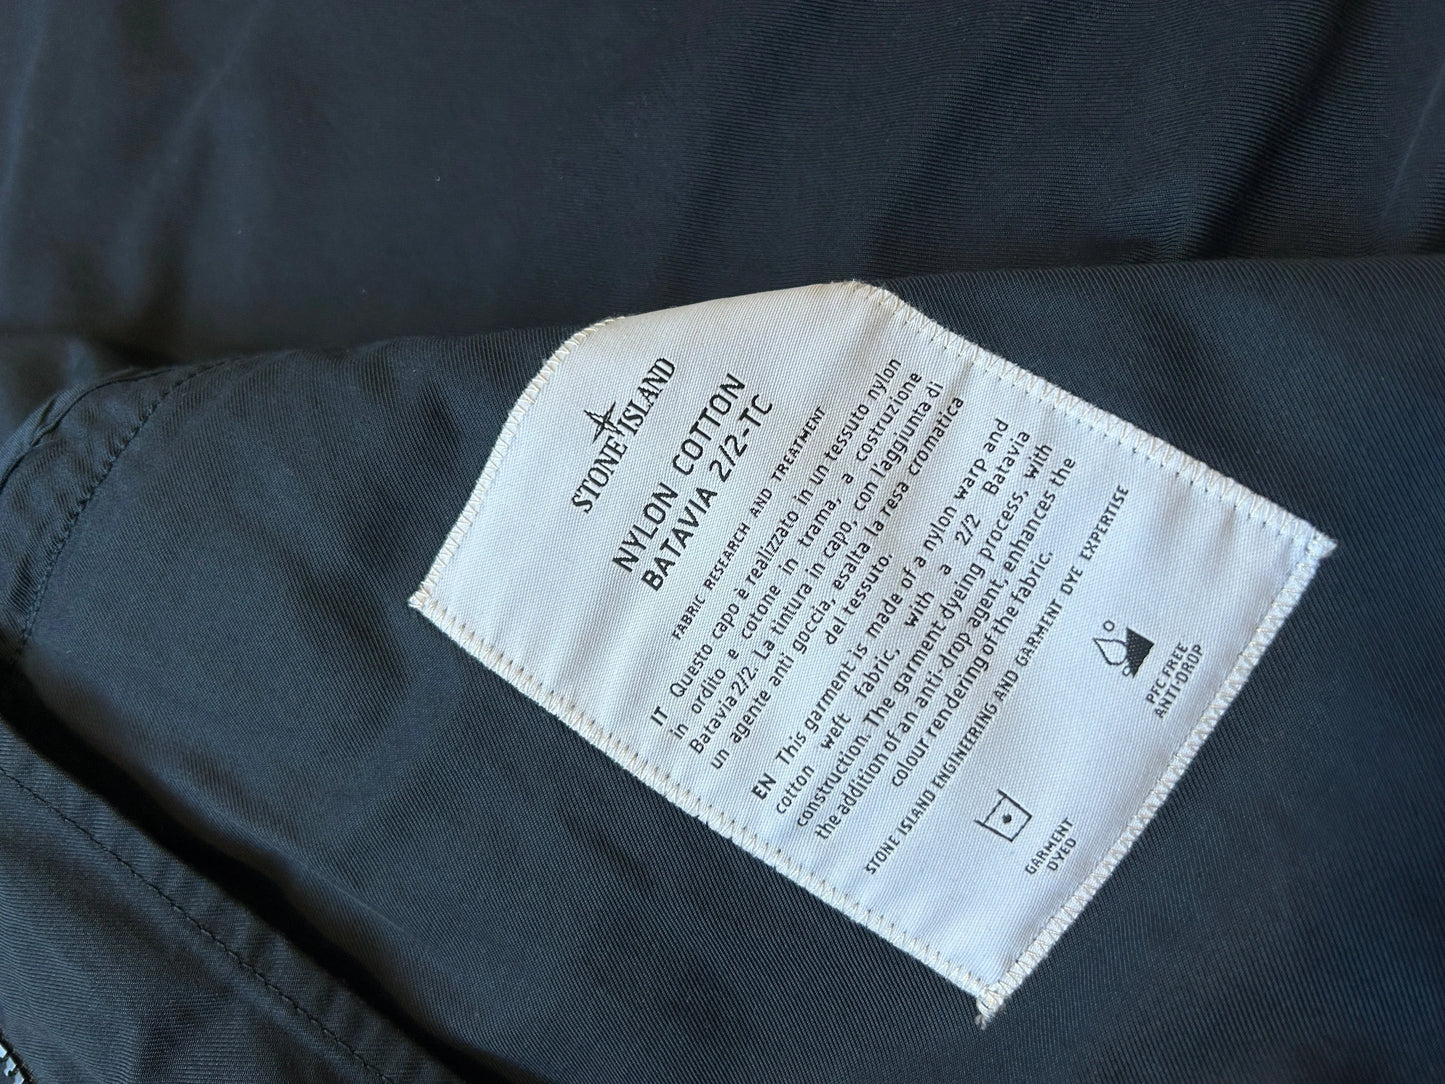 STONE ISLAND
NYLON COTTON
BATAVIA 2/2-TC
FABRIC RESEARCH AND TREATMENT
IT Questo capo è realizzato in un tessuto nylon
in ordito e cotone in trama, a costruzione
Batavia 2/2. La tintura in capo, con l'aggiunta di
un agente anti goccia, esalta la resa cromatica
del tessuto.
EN This garment is made of a nylon warp and
cotton weft fabric, with a 2/2 Batavia
construction. The garment dyeing process, with
the addition of an anti-drop agent, enhances the
colour rendering of the fabric.
STONE ISLAND ENGINEERING AND GARMENT DYE EXPERTISE
GARMENT
DYED
PFC FREE
ANTI-DROP